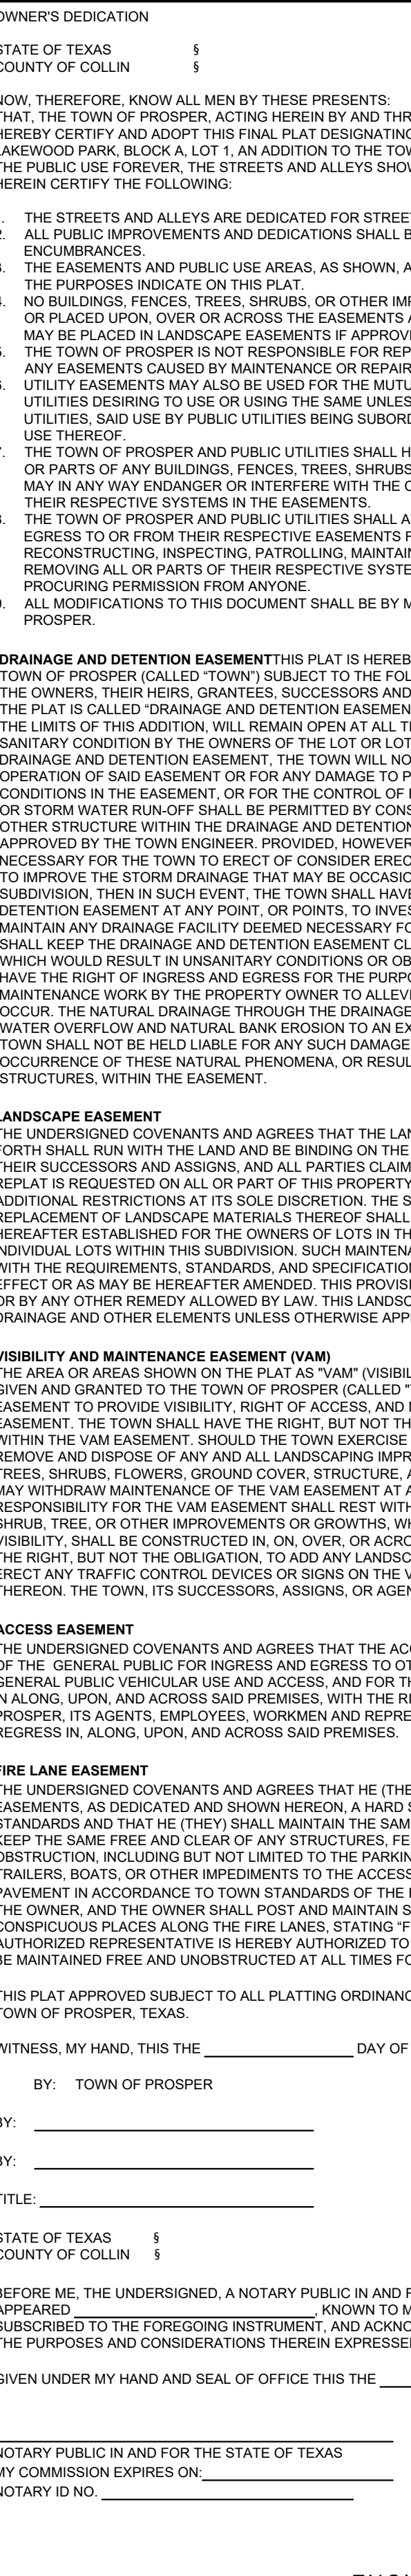 OWNER'S DEDICATION
STATE OF TEXAS §
COUNTY OF COLLIN §
NOW, THEREFORE, KNOW ALL MEN BY THESE PRESENTS:
THAT, THE TOWN OF PROSPER, ACTING HEREIN BY AND THR
HEREBY CERTIFY AND ADOPT THIS FINAL PLAT DESIGNATING
LAKEWOOD PARK, BLOCK A, LOT 1, AN ADDITION TO THE TOW
THE PUBLIC USE FOREVER, THE STREETS AND ALLEYS SHOW
HEREIN CERTIFY THE FOLLOWING:
1. THE STREETS AND ALLEYS ARE DEDICATED FOR STREET
2. ALL PUBLIC IMPROVEMENTS AND DEDICATIONS SHALL B
ENCUMBRANCES.
3. THE EASEMENTS AND PUBLIC USE AREAS, AS SHOWN, A
THE PURPOSES INDICATE ON THIS PLAT.
4. NO BUILDINGS, FENCES, TREES, SHRUBS, OR OTHER IMP
OR PLACED UPON, OVER OR ACROSS THE EASEMENTS A
MAY BE PLACED IN LANDSCAPE EASEMENTS IF APPROV
5. THE TOWN OF PROSPER IS NOT RESPONSIBLE FOR REP
ANY EASEMENTS CAUSED BY MAINTENANCE OR REPAIR
6. UTILITY EASEMENTS MAY ALSO BE USED FOR THE MUTU
UTILITIES DESIRING TO USE OR USING THE SAME UNLES
UTILITIES, SAID USE BY PUBLIC UTILITIES BEING SUBORD
USE THEREOF.
7. THE TOWN OF PROSPER AND PUBLIC UTILITIES SHALL H
OR PARTS OF ANY BUILDINGS, FENCES, TREES, SHRUBS
MAY IN ANY WAY ENDANGER OR INTERFERE WITH THE C
THEIR RESPECTIVE SYSTEMS IN THE EASEMENTS.
8. THE TOWN OF PROSPER AND PUBLIC UTILITIES SHALL A
EGRESS TO OR FROM THEIR RESPECTIVE EASEMENTS F
RECONSTRUCTING, INSPECTING, PATROLLING, MAINTAIN
REMOVING ALL OR PARTS OF THEIR RESPECTIVE SYSTE
PROCURING PERMISSION FROM ANYONE.
9. ALL MODIFICATIONS TO THIS DOCUMENT SHALL BE BY M
PROSPER.
DRAINAGE AND DETENTION EASEMENTTHIS PLAT IS HEREB
TOWN OF PROSPER (CALLED “TOWN”) SUBJECT TO THE FOL
THE OWNERS, THEIR HEIRS, GRANTEES, SUCCESSORS AND
THE PLAT IS CALLED “DRAINAGE AND DETENTION EASEMEN
THE LIMITS OF THIS ADDITION, WILL REMAIN OPEN AT ALL T
SANITARY CONDITION BY THE OWNERS OF THE LOT OR LOT
DRAINAGE AND DETENTION EASEMENT, THE TOWN WILL NO
OPERATION OF SAID EASEMENT OR FOR ANY DAMAGE TO P
CONDITIONS IN THE EASEMENT, OR FOR THE CONTROL OF E
OR STORM WATER RUN-OFF SHALL BE PERMITTED BY CONS
OTHER STRUCTURE WITHIN THE DRAINAGE AND DETENTION
APPROVED BY THE TOWN ENGINEER. PROVIDED, HOWEVER
NECESSARY FOR THE TOWN TO ERECT OF CONSIDER EREC
TO IMPROVE THE STORM DRAINAGE THAT MAY BE OCCASIO
SUBDIVISION, THEN IN SUCH EVENT, THE TOWN SHALL HAVE
DETENTION EASEMENT AT ANY POINT, OR POINTS, TO INVES
MAINTAIN ANY DRAINAGE FACILITY DEEMED NECESSARY FO
SHALL KEEP THE DRAINAGE AND DETENTION EASEMENT CL
WHICH WOULD RESULT IN UNSANITARY CONDITIONS OR OB
HAVE THE RIGHT OF INGRESS AND EGRESS FOR THE PURPO
MAINTENANCE WORK BY THE PROPERTY OWNER TO ALLEVI
OCCUR. THE NATURAL DRAINAGE THROUGH THE DRAINAGE
WATER OVERFLOW AND NATURAL BANK EROSION TO AN EX
TOWN SHALL NOT BE HELD LIABLE FOR ANY SUCH DAMAGE
OCCURRENCE OF THESE NATURAL PHENOMENA, OR RESUL
STRUCTURES, WITHIN THE EASEMENT.
LANDSCAPE EASEMENT
THE UNDERSIGNED COVENANTS AND AGREES THAT THE LAN
FORTH SHALL RUN WITH THE LAND AND BE BINDING ON THE
THEIR SUCCESSORS AND ASSIGNS, AND ALL PARTIES CLAIM
REPLAT IS REQUESTED ON ALL OR PART OF THIS PROPERTY
ADDITIONAL RESTRICTIONS AT ITS SOLE DISCRETION. THE S
REPLACEMENT OF LANDSCAPE MATERIALS THEREOF SHALL
HEREAFTER ESTABLISHED FOR THE OWNERS OF LOTS IN TH
INDIVIDUAL LOTS WITHIN THIS SUBDIVISION. SUCH MAINTENA
WITH THE REQUIREMENTS, STANDARDS, AND SPECIFICATION
EFFECT OR AS MAY BE HEREAFTER AMENDED. THIS PROVISI
OR BY ANY OTHER REMEDY ALLOWED BY LAW. THIS LANDSC
DRAINAGE AND OTHER ELEMENTS UNLESS OTHERWISE APP
VISIBILITY AND MAINTENANCE EASEMENT (VAM)
THE AREA OR AREAS SHOWN ON THE PLAT AS "VAM" (VISIBIL
GIVEN AND GRANTED TO THE TOWN OF PROSPER (CALLED "
EASEMENT TO PROVIDE VISIBILITY, RIGHT OF ACCESS, AND M
EASEMENT. THE TOWN SHALL HAVE THE RIGHT, BUT NOT TH
WITHIN THE VAM EASEMENT. SHOULD THE TOWN EXERCISE
REMOVE AND DISPOSE OF ANY AND ALL LANDSCAPING IMPR
TREES, SHRUBS, FLOWERS, GROUND COVER, STRUCTURE, A
MAY WITHDRAW MAINTENANCE OF THE VAM EASEMENT AT A
RESPONSIBILITY FOR THE VAM EASEMENT SHALL REST WITH
SHRUB, TREE, OR OTHER IMPROVEMENTS OR GROWTHS, WH
VISIBILITY, SHALL BE CONSTRUCTED IN, ON, OVER, OR ACRO
THE RIGHT, BUT NOT THE OBLIGATION, TO ADD ANY LANDSC
ERECT ANY TRAFFIC CONTROL DEVICES OR SIGNS ON THE V
THEREON. THE TOWN, ITS SUCCESSORS, ASSIGNS, OR AGEN
ACCESS EASEMENT
THE UNDERSIGNED COVENANTS AND AGREES THAT THE ACC
OF THE GENERAL PUBLIC FOR INGRESS AND EGRESS TO OT
GENERAL PUBLIC VEHICULAR USE AND ACCESS, AND FOR TH
IN ALONG, UPON, AND ACROSS SAID PREMISES, WITH THE RI
PROSPER, ITS AGENTS, EMPLOYEES, WORKMEN AND REPRE
REGRESS IN, ALONG, UPON, AND ACROSS SAID PREMISES.
FIRE LANE EASEMENT
THE UNDERSIGNED COVENANTS AND AGREES THAT HE (THE
EASEMENTS, AS DEDICATED AND SHOWN HEREON, A HARD S
STANDARDS AND THAT HE (THEY) SHALL MAINTAIN THE SAM
KEEP THE SAME FREE AND CLEAR OF ANY STRUCTURES, FE
OBSTRUCTION, INCLUDING BUT NOT LIMITED TO THE PARKIN
TRAILERS, BOATS, OR OTHER IMPEDIMENTS TO THE ACCESS
PAVEMENT IN ACCORDANCE TO TOWN STANDARDS OF THE F
THE OWNER, AND THE OWNER SHALL POST AND MAINTAIN S
CONSPICUOUS PLACES ALONG THE FIRE LANES, STATING “F
AUTHORIZED REPRESENTATIVE IS HEREBY AUTHORIZED TO
BE MAINTAINED FREE AND UNOBSTRUCTED AT ALL TIMES FO
THIS PLAT APPROVED SUBJECT TO ALL PLATTING ORDINANC
TOWN OF PROSPER, TEXAS.
WITNESS, MY HAND, THIS THE ____ DAY OF
BY: TOWN OF PROSPER
BY: ____
BY: ____
TITLE: ____
STATE OF TEXAS §
COUNTY OF COLLIN §
BEFORE ME, THE UNDERSIGNED, A NOTARY PUBLIC IN AND F
APPEARED ____, KNOWN TO M
SUBSCRIBED TO THE FOREGOING INSTRUMENT, AND ACKNO
THE PURPOSES AND CONSIDERATIONS THEREIN EXPRESSE
GIVEN UNDER MY HAND AND SEAL OF OFFICE THIS THE ____
NOTARY PUBLIC IN AND FOR THE STATE OF TEXAS
MY COMMISSION EXPIRES ON:____
NOTARY ID NO. ____